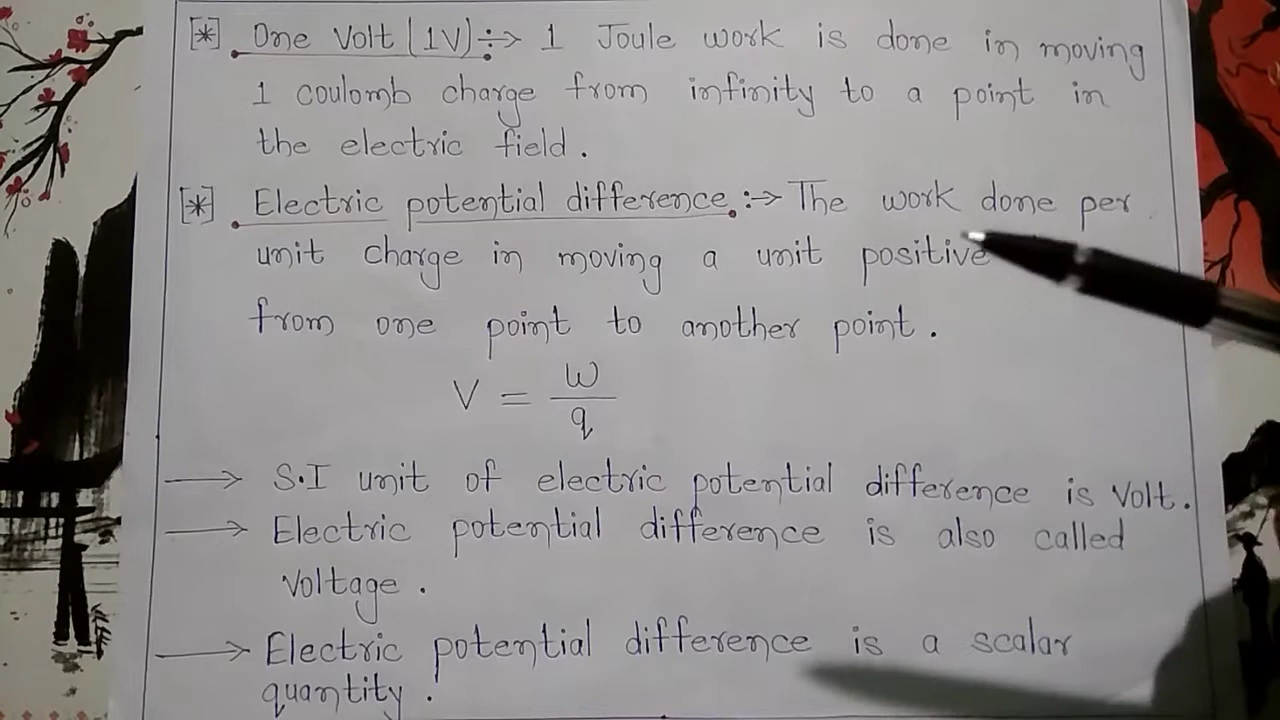 [*] One Volt (1V) ÷> 1 Joule work is done in moving
1 coulomb charge from infinity to a point in
the electric field.
[*] Electric potential difference :-> The work done per
unit charge in moving a unit positive
from one point to another point.
V = W/q
→ S.I unit of electric potential difference is Volt.
→ Electric potential difference is also called
Voltage.
→ Electric potential difference is a scalar
quantity.